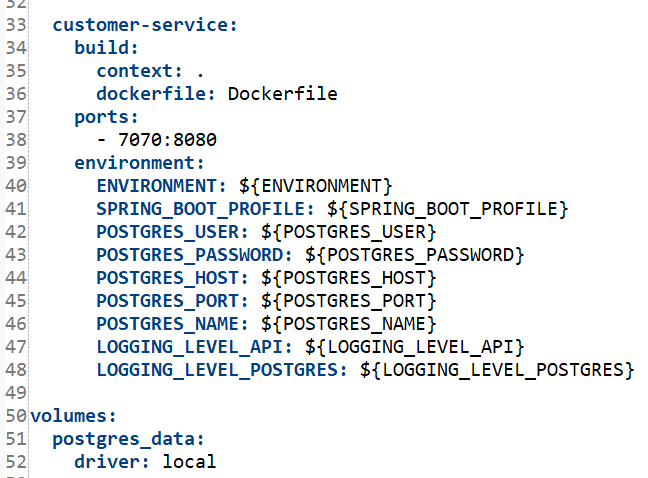 32
33 customer-service:
34 build:
35 context: .
36 dockerfile: Dockerfile
37 ports:
38 - 7070:8080
39 environment:
40 ENVIRONMENT: ${ENVIRONMENT}
41 SPRING_BOOT_PROFILE: ${SPRING_BOOT_PROFILE}
42 POSTGRES_USER: ${POSTGRES_USER}
43 POSTGRES_PASSWORD: ${POSTGRES_PASSWORD}
44 POSTGRES_HOST: ${POSTGRES_HOST}
45 POSTGRES_PORT: ${POSTGRES_PORT}
46 POSTGRES_NAME: ${POSTGRES_NAME}
47 LOGGING_LEVEL_API: ${LOGGING_LEVEL_API}
48 LOGGING_LEVEL_POSTGRES: ${LOGGING_LEVEL_POSTGRES}
49
50 volumes:
51 postgres_data:
52 driver: local